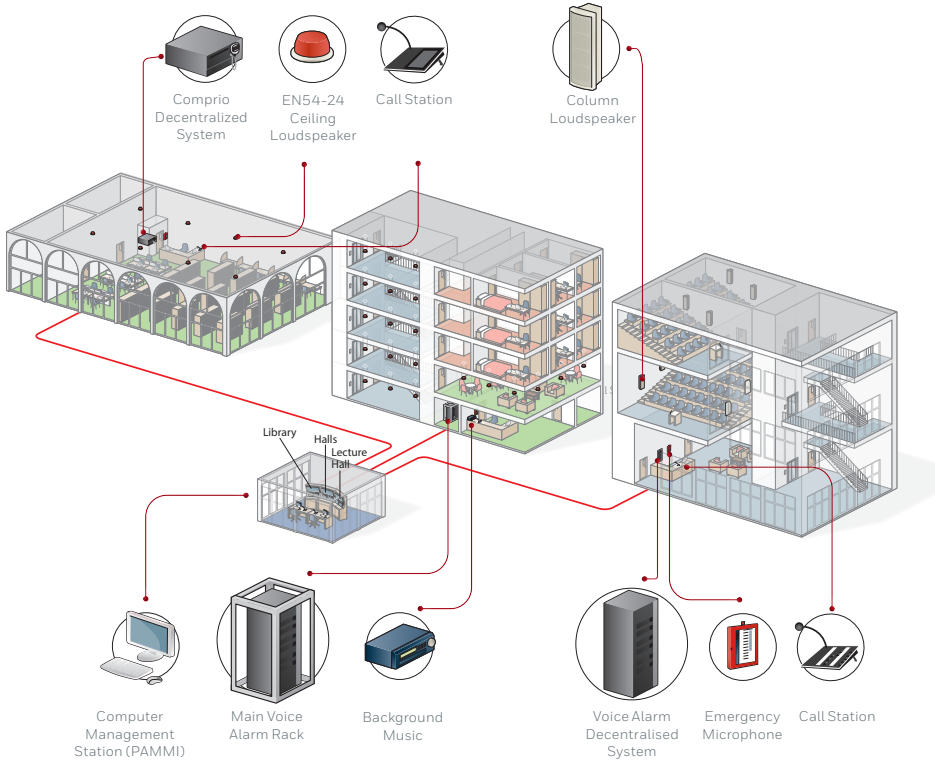 Comprio
Decentralized
System
EN54-24
Ceiling
Loudspeaker
Call Station
Column
Loudspeaker
Library
Halls
Lecture
Hall
Computer
Management
Station (PAMMI)
Main Voice
Alarm Rack
Background
Music
Voice Alarm
Decentralised
System
Emergency
Microphone
Call Station